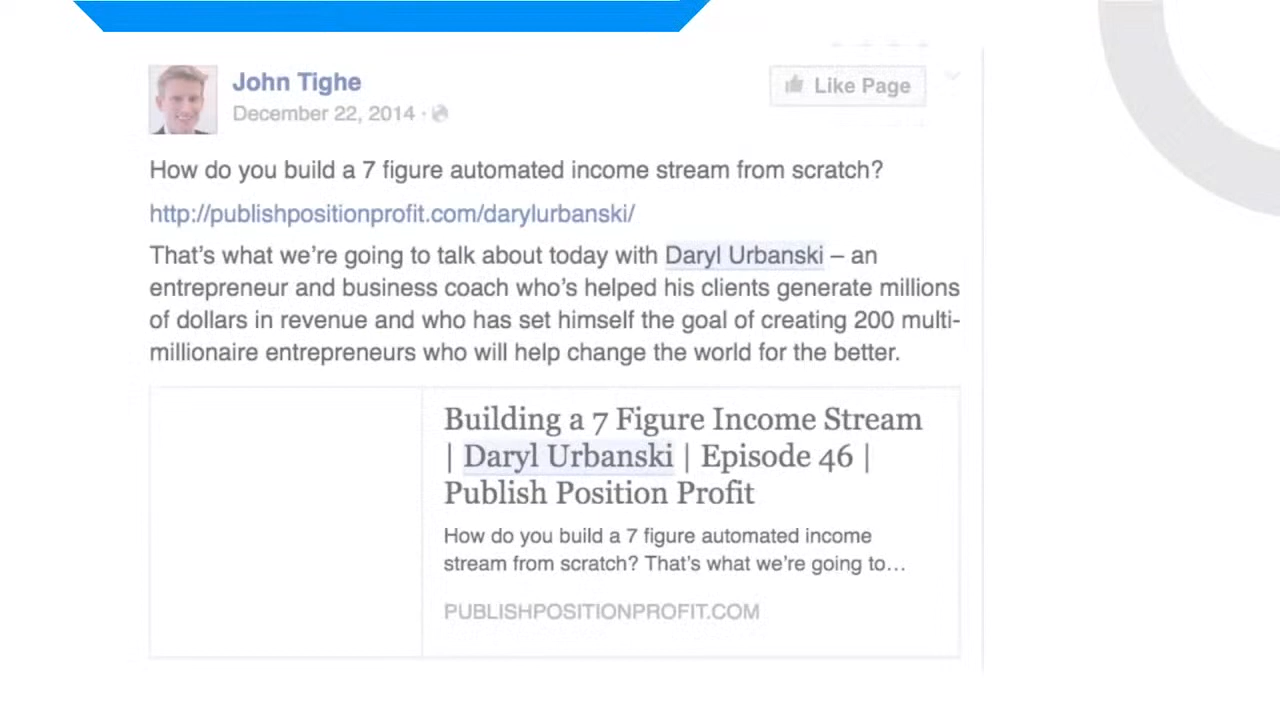 John Tighe
Like Page
December 22, 2014 ·
How do you build a 7 figure automated income stream from scratch?
http://publishpositionprofit.com/darylurbanski/
That’s what we’re going to talk about today with Daryl Urbanski – an
entrepreneur and business coach who’s helped his clients generate millions
of dollars in revenue and who has set himself the goal of creating 200 multi-
millionaire entrepreneurs who will help change the world for the better.
Building a 7 Figure Income Stream
| Daryl Urbanski | Episode 46 |
Publish Position Profit
How do you build a 7 figure automated income
stream from scratch? That’s what we’re going to...
PUBLISHPOSITIONPROFIT.COM